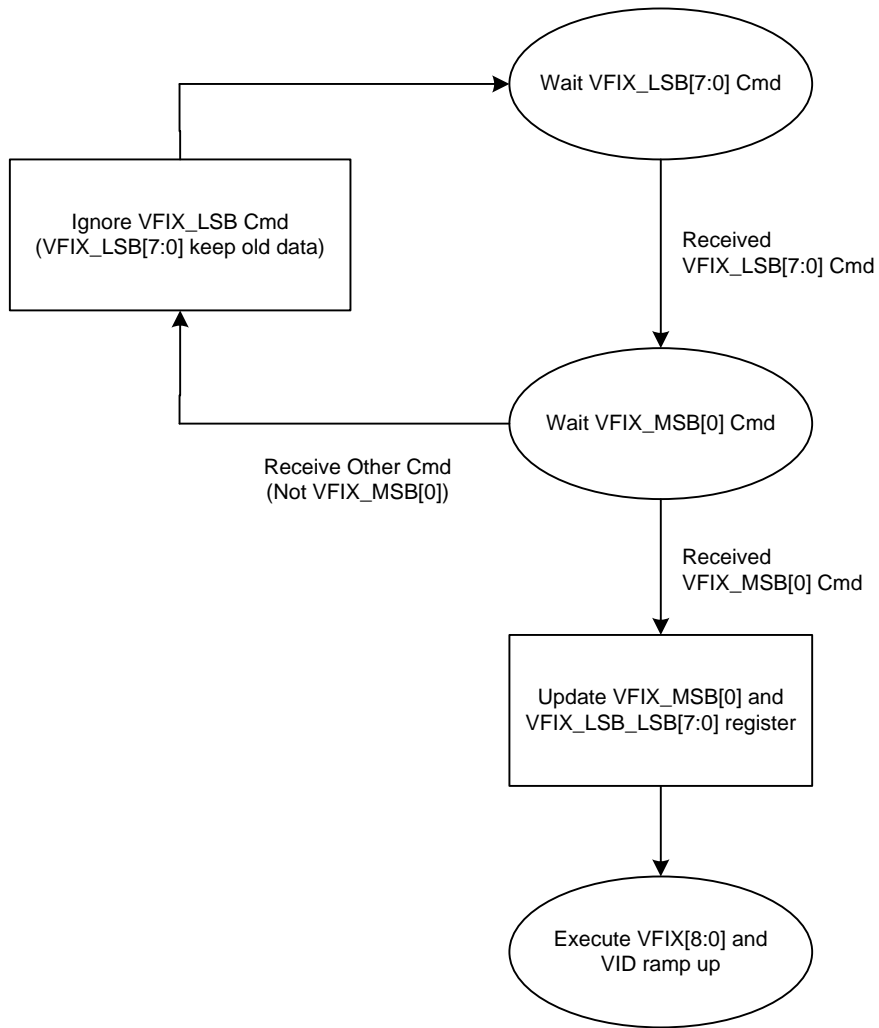 Wait VFIX_LSB[7:0] Cmd
Ignore VFIX_LSB Cmd
(VFIX_LSB[7:0] keep old data)
Received
VFIX_LSB[7:0] Cmd
Wait VFIX_MSB[0] Cmd
Receive Other Cmd
(Not VFIX_MSB[0])
Received
VFIX_MSB[0] Cmd
Update VFIX_MSB[0] and
VFIX_LSB_LSB[7:0] register
Execute VFIX[8:0] and
VID ramp up